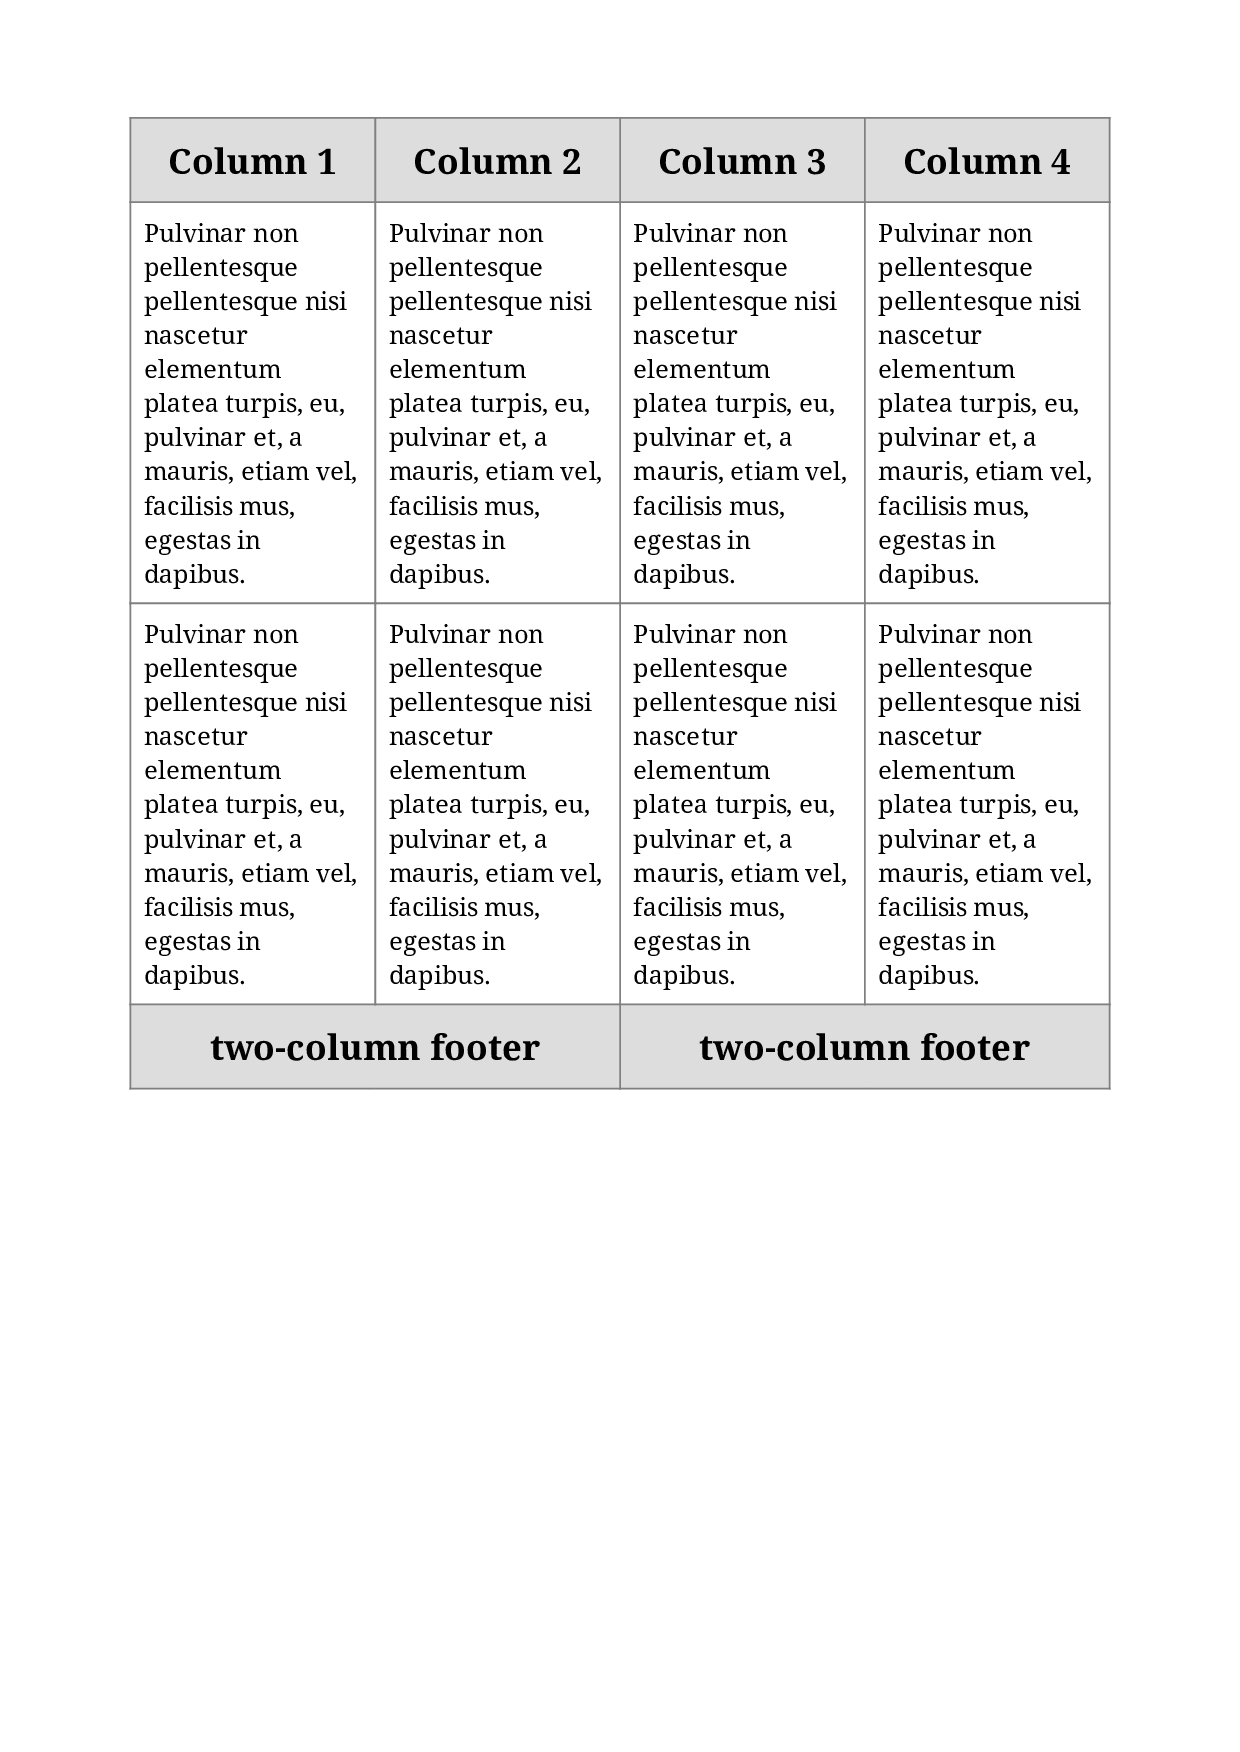 Column 1
Column 2
Column 3
Column 4
Pulvinar non
pellentesque
pellentesque nisi
nascetur
elementum
platea turpis, eu,
pulvinar et, a
mauris, etiam vel,
facilisis mus,
egestas in
dapibus.
Pulvinar non
pellentesque
pellentesque nisi
nascetur
elementum
platea turpis, eu,
pulvinar et, a
mauris, etiam vel,
facilisis mus,
egestas in
dapibus.
Pulvinar non
pellentesque
pellentesque nisi
nascetur
elementum
platea turpis, eu,
pulvinar et, a
mauris, etiam vel,
facilisis mus,
egestas in
dapibus.
Pulvinar non
pellentesque
pellentesque nisi
nascetur
elementum
platea turpis, eu,
pulvinar et, a
mauris, etiam vel,
facilisis mus,
egestas in
dapibus.
Pulvinar non
pellentesque
pellentesque nisi
nascetur
elementum
platea turpis, eu,
pulvinar et, a
mauris, etiam vel,
facilisis mus,
egestas in
dapibus.
Pulvinar non
pellentesque
pellentesque nisi
nascetur
elementum
platea turpis, eu,
pulvinar et, a
mauris, etiam vel,
facilisis mus,
egestas in
dapibus.
Pulvinar non
pellentesque
pellentesque nisi
nascetur
elementum
platea turpis, eu,
pulvinar et, a
mauris, etiam vel,
facilisis mus,
egestas in
dapibus.
Pulvinar non
pellentesque
pellentesque nisi
nascetur
elementum
platea turpis, eu,
pulvinar et, a
mauris, etiam vel,
facilisis mus,
egestas in
dapibus.
two-column footer
two-column footer